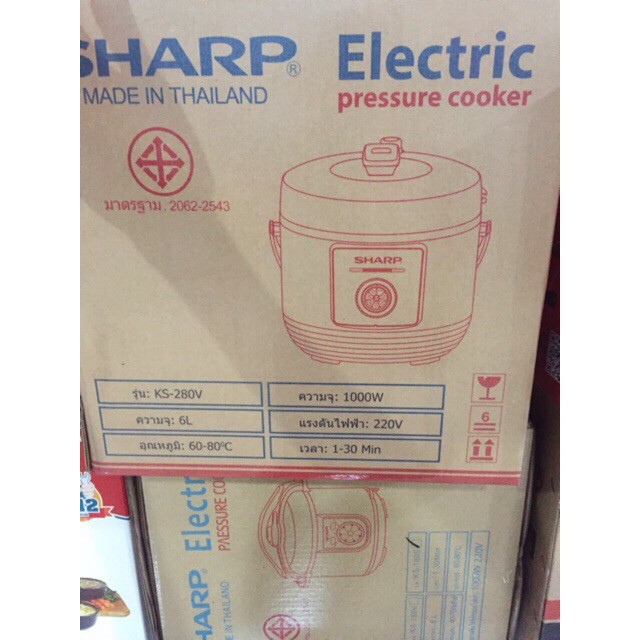 SHARP®
MADE IN THAILAND
Electric
pressure cooker
มาตรฐาน. 2062-2543
SHARP
รุ่น: KS-280V
ความจุ: 1000W
ความจุ: 6L
แรงดันไฟฟ้า: 220V
6
อุณหภูมิ: 60-80°C
เวลา: 1-30 Min
HARP
MADE IN THAILAND
Electr
PAESSURE COO